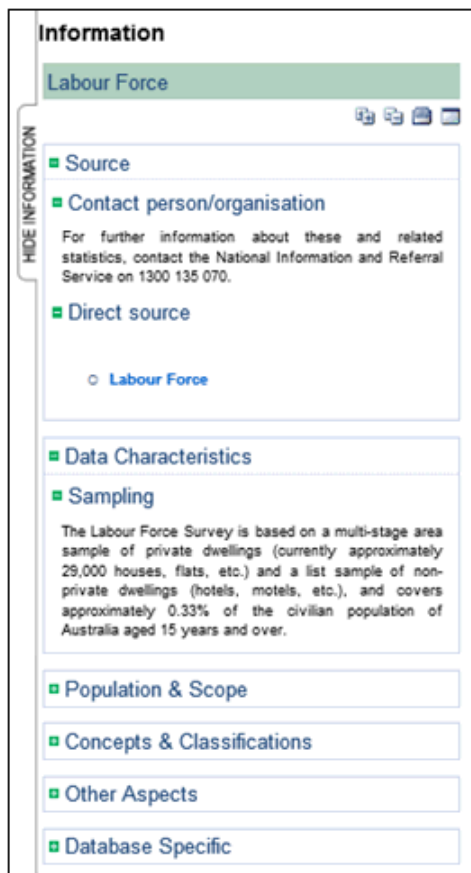 Information
Labour Force
HIDE INFORMATION
Source
Contact person/organisation
For further information about these and related
statistics, contact the National Information and Referral
Service on 1300 135 070.
Direct source
Labour Force
Data Characteristics
Sampling
The Labour Force Survey is based on a multi-stage area
sample of private dwellings (currently approximately
29,000 houses, flats, etc.) and a list sample of non-
private dwellings (hotels, motels, etc.), and covers
approximately 0.33% of the civilian population of
Australia aged 15 years and over.
Population & Scope
Concepts & Classifications
Other Aspects
Database Specific